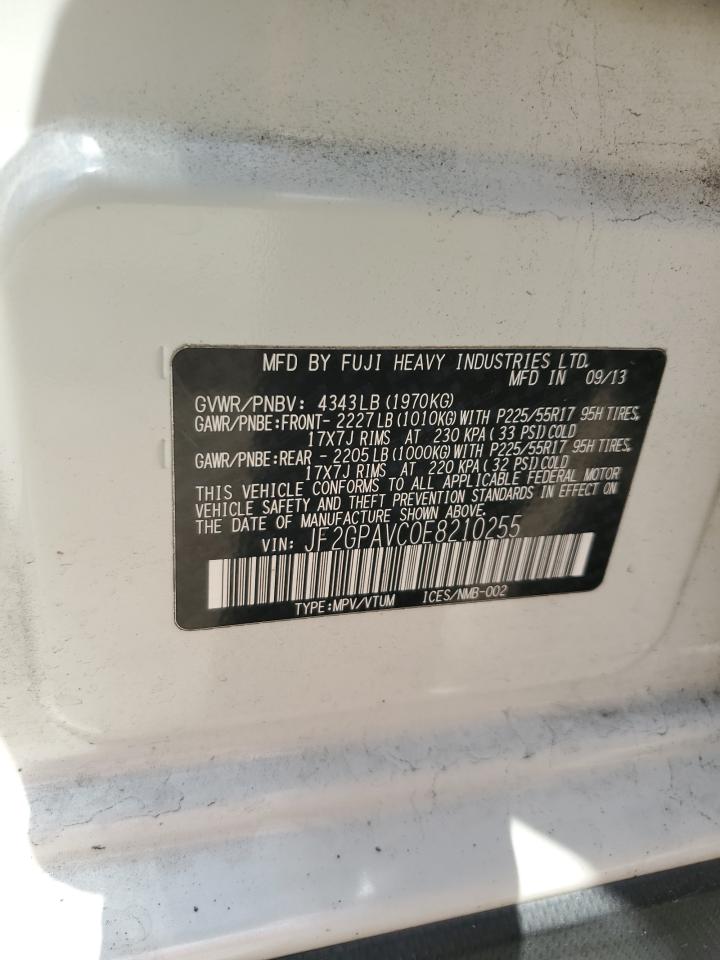 MFD BY FUJI HEAVY INDUSTRIES LTD.
MFD IN 09/13
GVWR/PNBV: 4343LB (1970KG)
GAWR/PNBE:FRONT- 2227LB (1010KG) WITH P225/55R17 95H TIRES,
17X7J RIMS AT 230 KPA ( 33 PSI) COLD
GAWR/PNBE:REAR - 2205LB (1000KG) WITH P225/55R17 95H TIRES,
17X7J RIMS AT 220 KPA ( 32 PSI) COLD
THIS VEHICLE CONFORMS TO ALL APPLICABLE FEDERAL MOTOR
VEHICLE SAFETY AND THEFT PREVENTION STANDARDS IN EFFECT ON
THE DATE OF MANUFACTURE SHOWN ABOVE.
VIN: JF2GPAVC0E8210255
TYPE:MPV/VTUM ICES/NMB-002